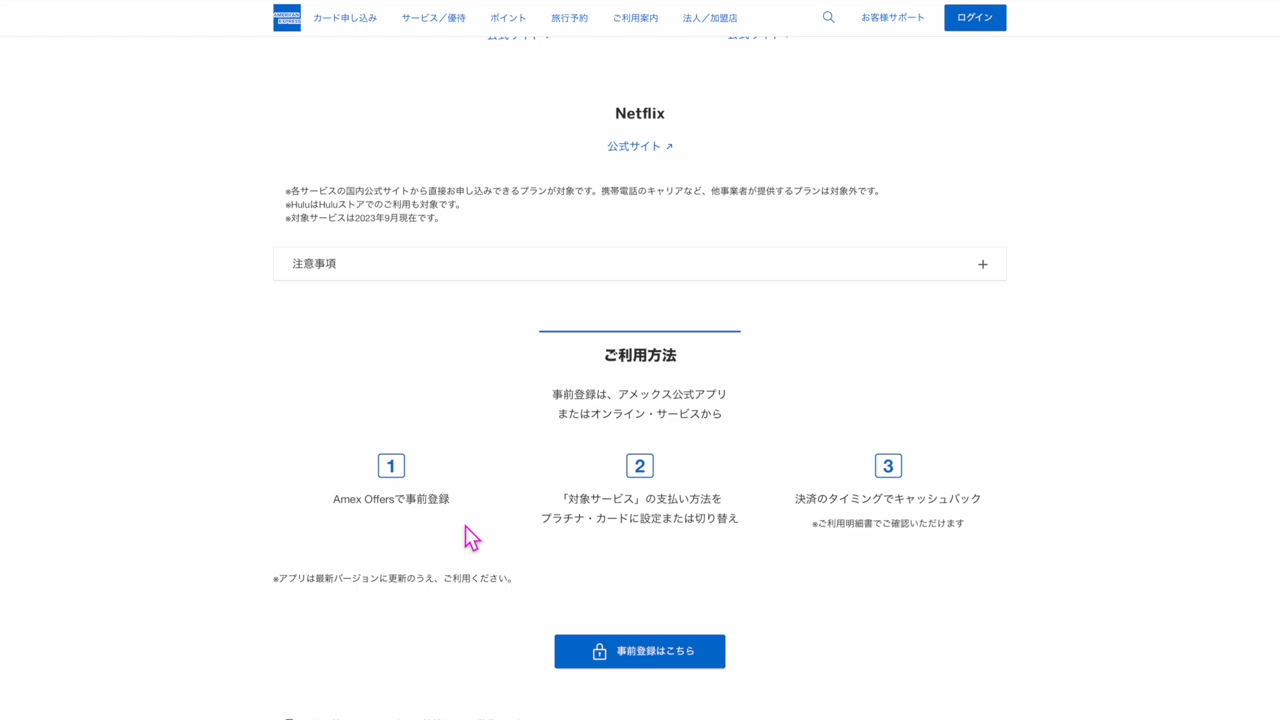 AMERICAN EXPRESS
カード申し込み
サービス／優待
ポイント
旅行予約
ご利用案内
法人／加盟店
お客様サポート
ログイン
Netflix
公式サイト
※各サービスの国内公式サイトから直接お申し込みできるプランが対象です。携帯電話のキャリアなど、他事業者が提供するプランは対象外です。
※HuluはHuluストアでのご利用も対象です。
※対象サービスは2023年9月現在です。
注意事項
ご利用方法
事前登録は、アメックス公式アプリ
またはオンライン・サービスから
1
Amex Offersで事前登録
2
「対象サービス」の支払い方法を
プラチナ・カードに設定または切り替え
3
決済のタイミングでキャッシュバック
※ご利用明細書でご確認いただけます
※アプリは最新バージョンに更新のうえ、ご利用ください。
事前登録はこちら